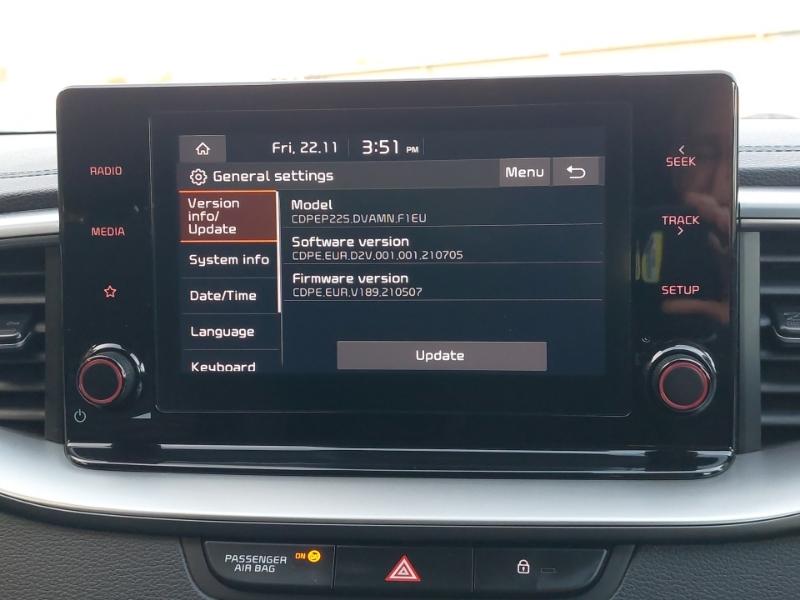 Fri, 22.11 3:51 PM
General settings Menu
Version
info/
Update
System info
Date/Time
Language
Keyboard
Model
CDPEP22S.DVAMN.F1EU
Software version
CDPE.EUR.D2V.001.001.210705
Firmware version
CDPE.EUR.V189.210507
Update
RADIO
MEDIA
SEEK
TRACK
SETUP
PASSENGER
AIR BAG
ON